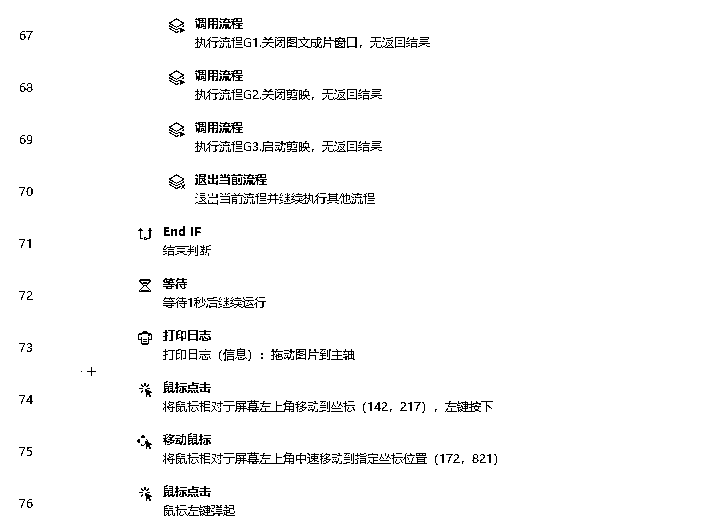 67
调用流程
执行流程G1.关闭图文成片窗口，无返回结果
68
调用流程
执行流程G2.关闭剪映，无返回结果
69
调用流程
执行流程G3.启动剪映，无返回结果
70
退出当前流程
退出当前流程并继续执行其他流程
71
End IF
结束判断
72
等待
等待1秒后继续运行
73
打印日志
打印日志（信息）：拖动图片到主轴
74
鼠标点击
将鼠标相对于屏幕左上角移动到坐标（142，217），左键按下
75
移动鼠标
将鼠标相对于屏幕左上角中速移动到指定坐标位置（172，821）
76
鼠标点击
鼠标左键弹起